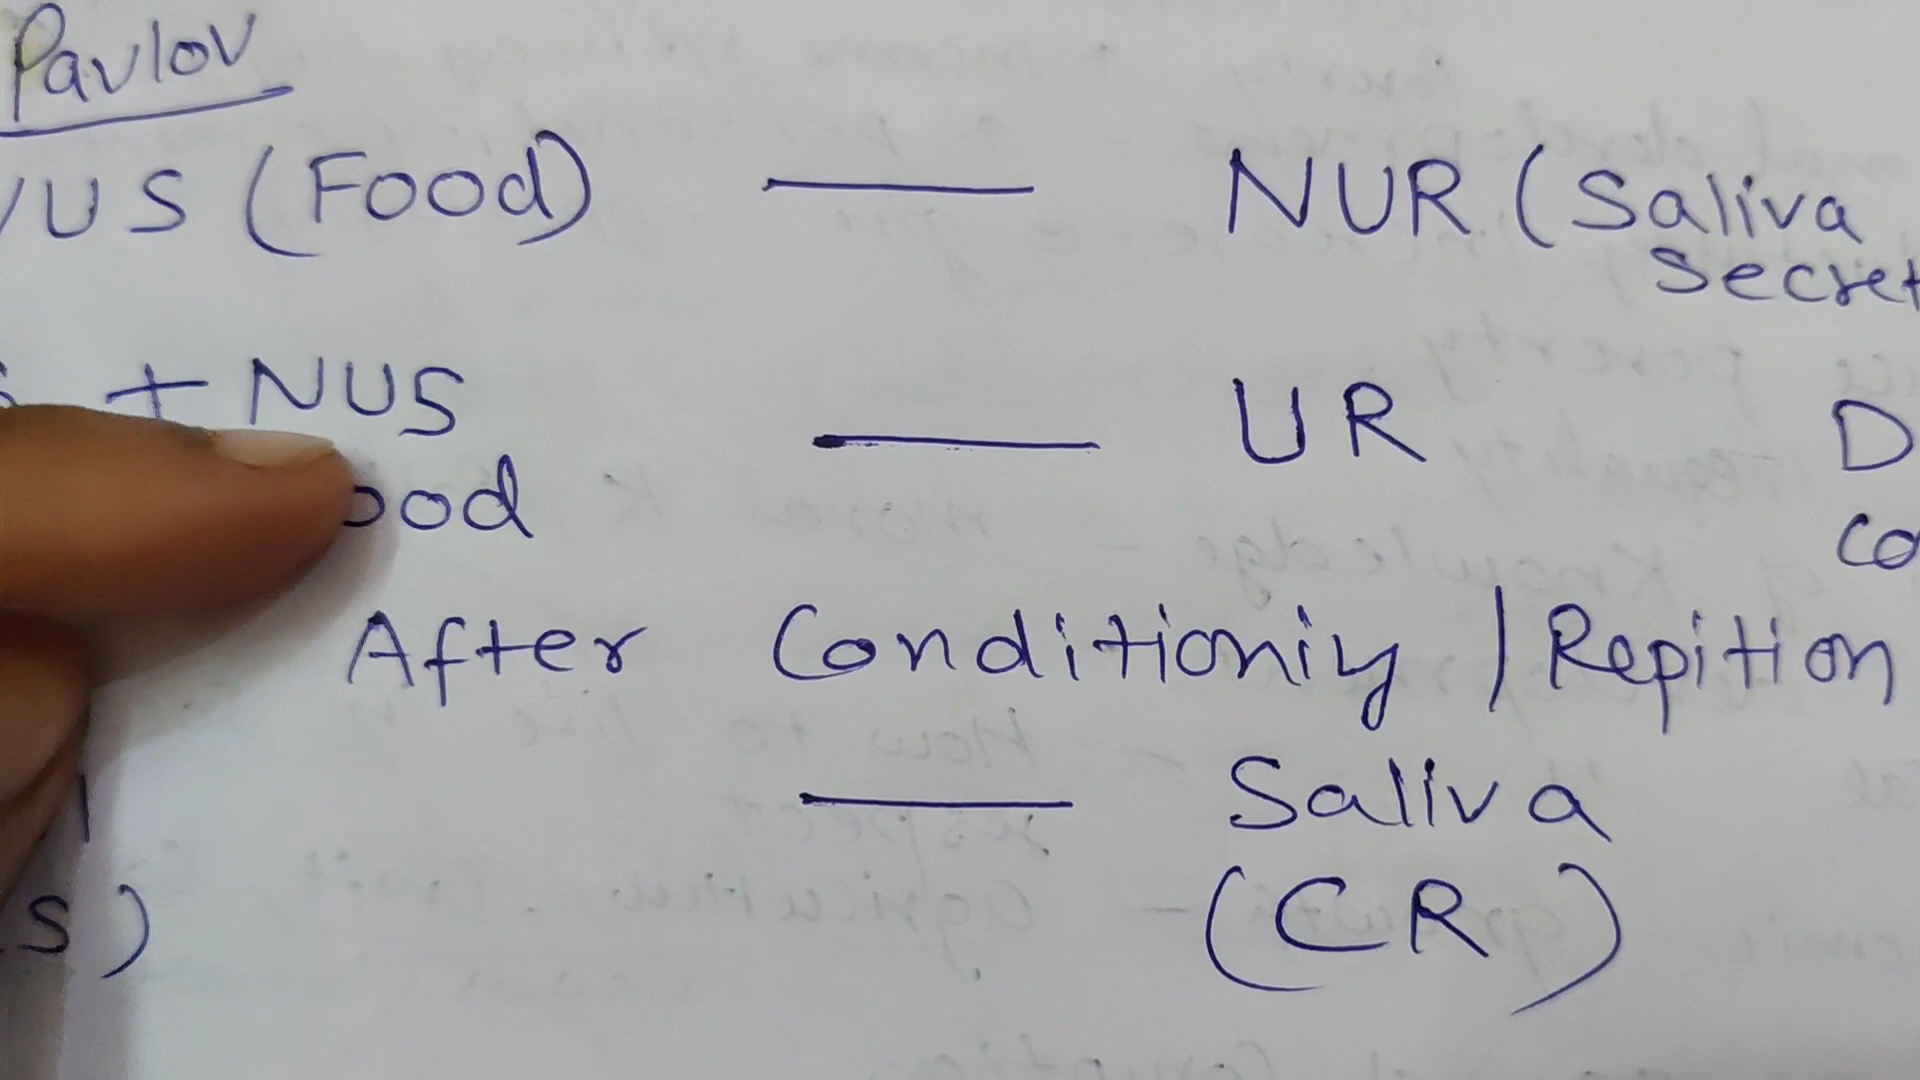 Pavlov
US (Food) — NUR (Saliva
Secret
+ NUS — UR D
ood Co
After Conditioniy / Repition
— Saliva
s) (CR)